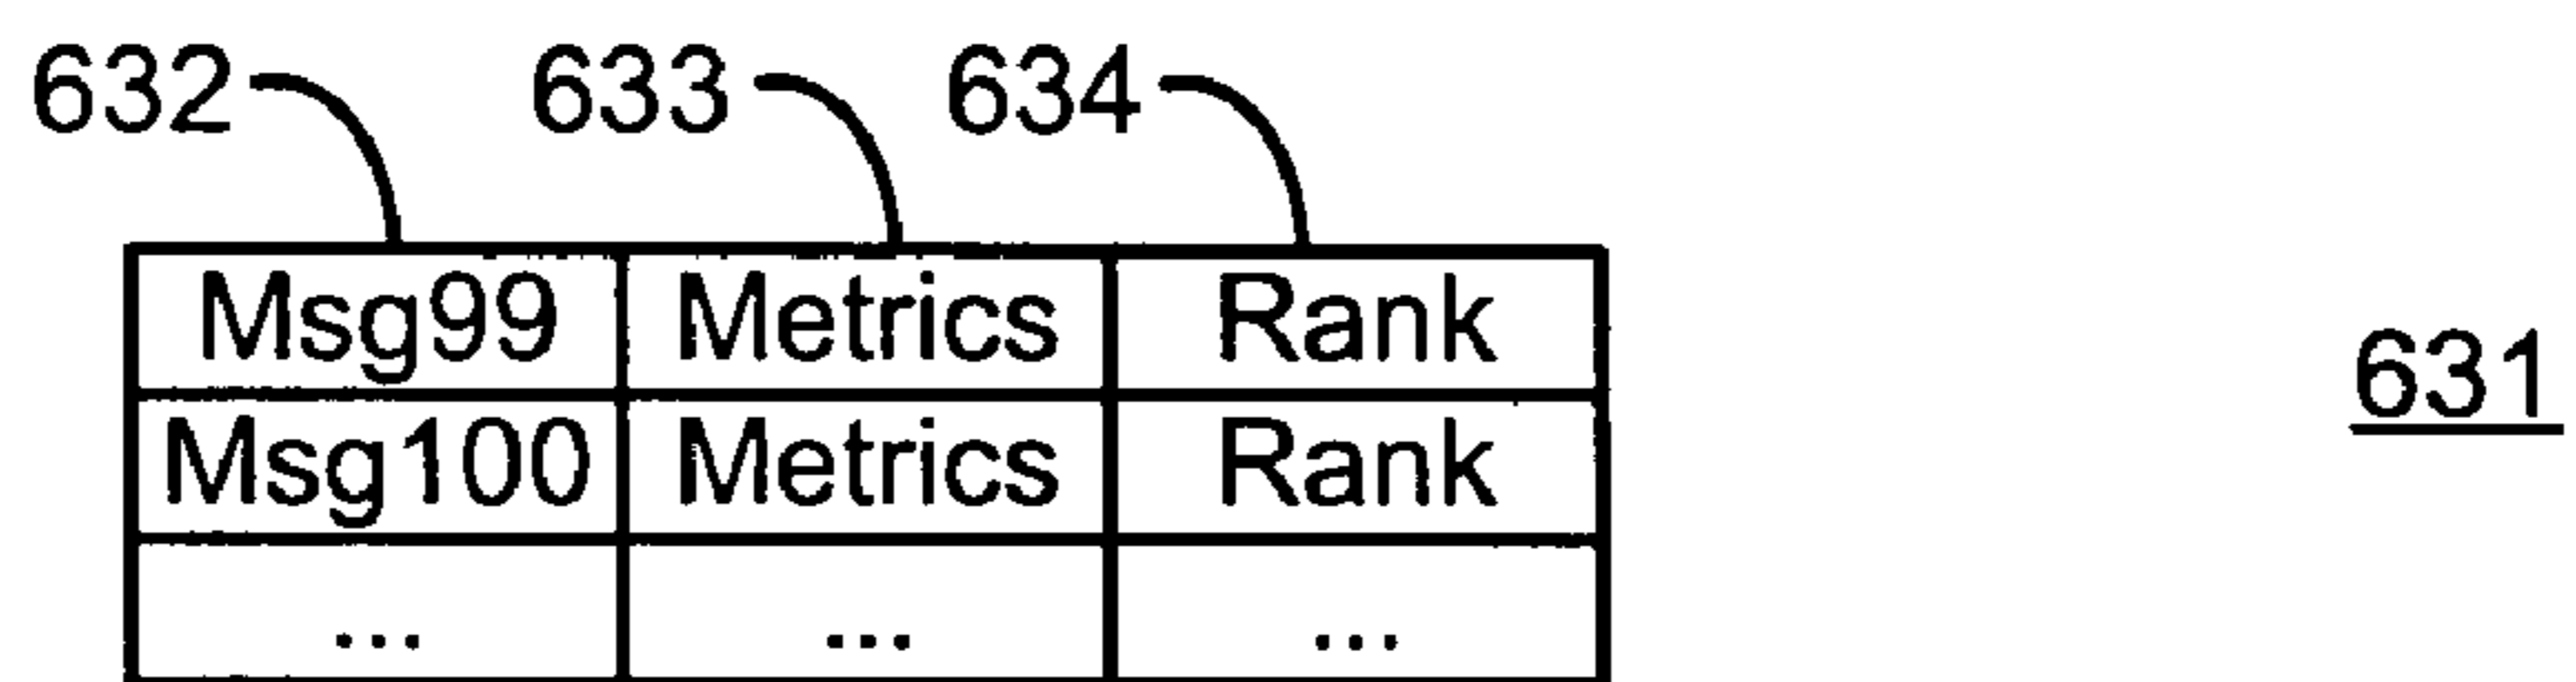 632 633 634
Msg99 Metrics Rank
631
Msg100 Metrics Rank
... ... ...